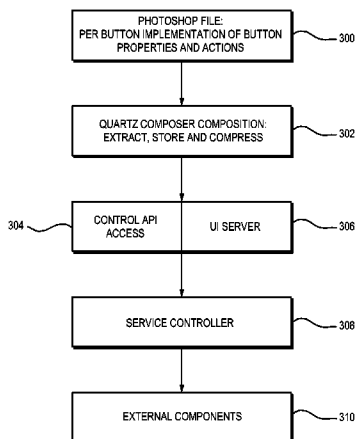 PHOTOSHOP FILE:
PER BUTTON IMPLEMENTATION OF BUTTON
PROPERTIES AND ACTIONS
300
QUARTZ COMPOSER COMPOSITION:
EXTRACT, STORE AND COMPRESS
302
304
CONTROL API
ACCESS
UI SERVER
306
SERVICE CONTROLLER
308
EXTERNAL COMPONENTS
310